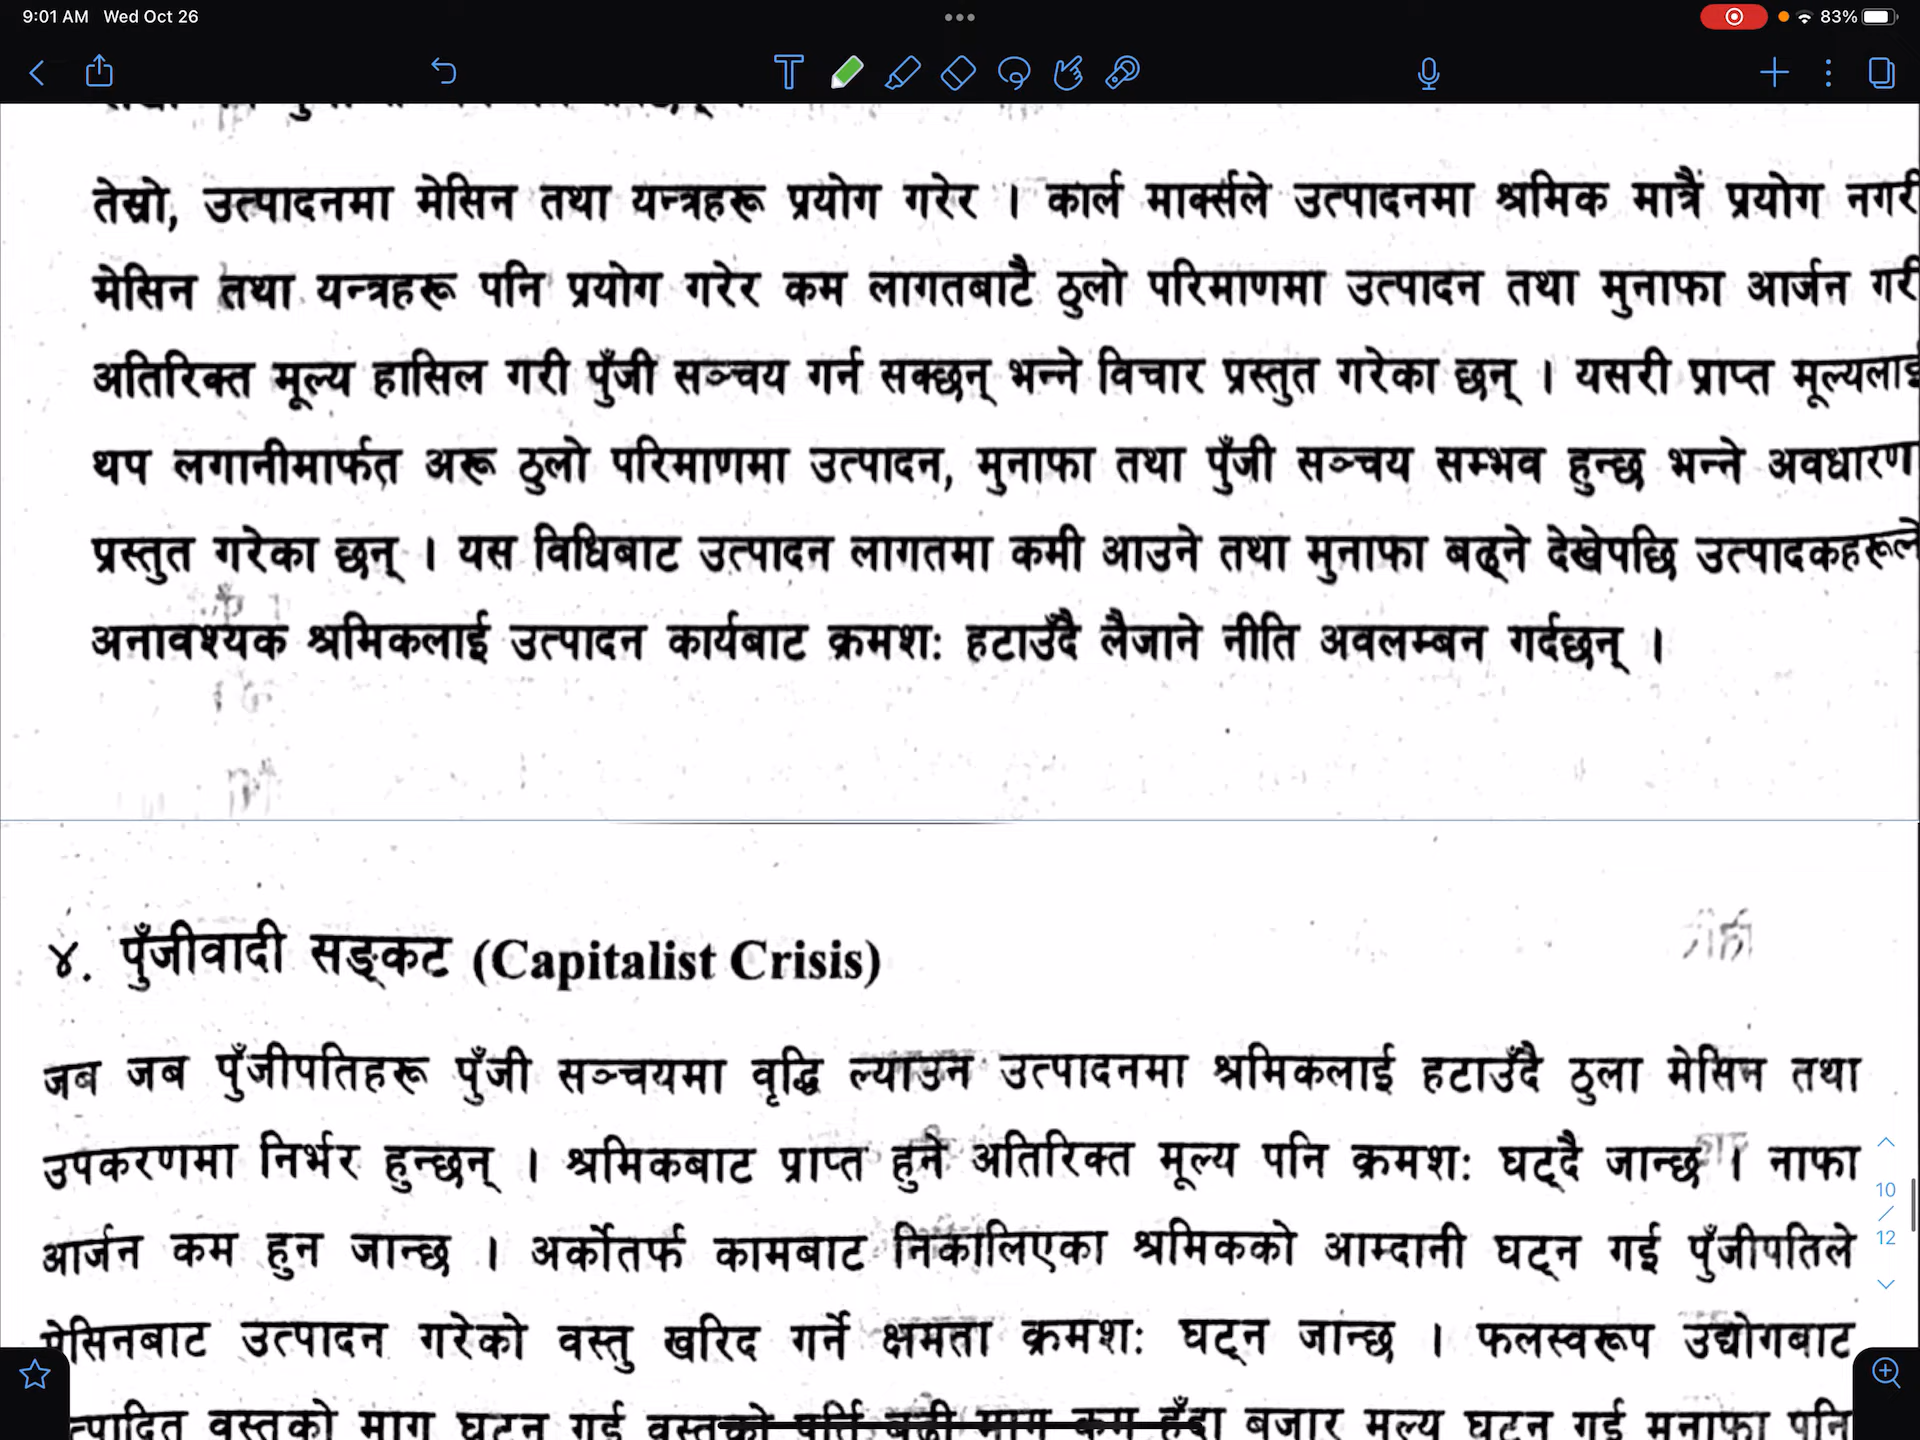 9:01 AM Wed Oct 26
83%
तेस्रो, उत्पादनमा मेसिन तथा यन्त्रहरू प्रयोग गरेर । कार्ल मार्क्सले उत्पादनमा श्रमिक मात्रै प्रयोग नगरी
मेसिन तथा यन्त्रहरू पनि प्रयोग गरेर कम लागतबाटै ठुलो परिमाणमा उत्पादन तथा मुनाफा आर्जन गरी
अतिरिक्त मूल्य हासिल गरी पुँजी सञ्चय गर्न सक्छन् भन्ने विचार प्रस्तुत गरेका छन् । यसरी प्राप्त मूल्यलाई
थप लगानीमार्फत अरू ठुलो परिमाणमा उत्पादन, मुनाफा तथा पुँजी सञ्चय सम्भव हुन्छ भन्ने अवधारण
प्रस्तुत गरेका छन् । यस विधिबाट उत्पादन लागतमा कमी आउने तथा मुनाफा बढ्ने देखेपछि उत्पादकहरूले
अनावश्यक श्रमिकलाई उत्पादन कार्यबाट क्रमशः हटाउँदै लैजाने नीति अवलम्बन गर्दछन् ।
४. पुँजीवादी सङ्कट (Capitalist Crisis)
जब जब पुँजीपतिहरू पुँजी सञ्चयमा वृद्धि ल्याउन उत्पादनमा श्रमिकलाई हटाउँदै ठुला मेसिन तथा
उपकरणमा निर्भर हुन्छन् । श्रमिकबाट प्राप्त हुने अतिरिक्त मूल्य पनि क्रमशः घट्दै जान्छ । नाफा
आर्जन कम हुन जान्छ । अर्कोतर्फ कामबाट निकालिएका श्रमिकको आम्दानी घट्न गई पुँजीपतिले
मेसिनबाट उत्पादन गरेको वस्तु खरिद गर्ने क्षमता क्रमशः घट्न जान्छ । फलस्वरूप उद्योगबाट
वस्तुको माग घट्न गई वस्तुको पूर्ति बढी माग कम हुँदा बजार मूल्य घट्न गई मुनाफा पनि
10
/
12